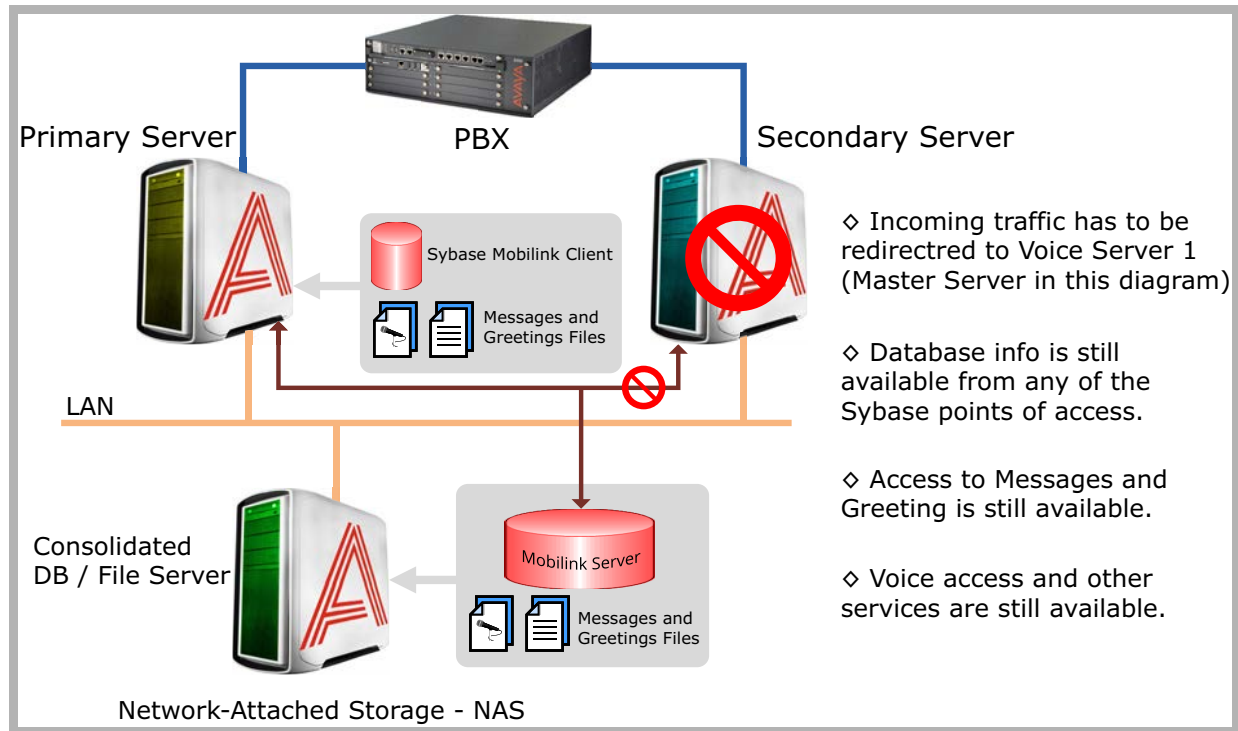 AVAYA
PBX
Primary Server
Secondary Server
Sybase Mobilink Client
Messages and
Greetings Files
LAN
Consolidated
DB / File Server
Mobilink Server
Messages and
Greetings Files
Network-Attached Storage - NAS
◇ Incoming traffic has to be
redirectred to Voice Server 1
(Master Server in this diagram)
◇ Database info is still
available from any of the
Sybase points of access.
◇ Access to Messages and
Greeting is still available.
◇ Voice access and other
services are still available.